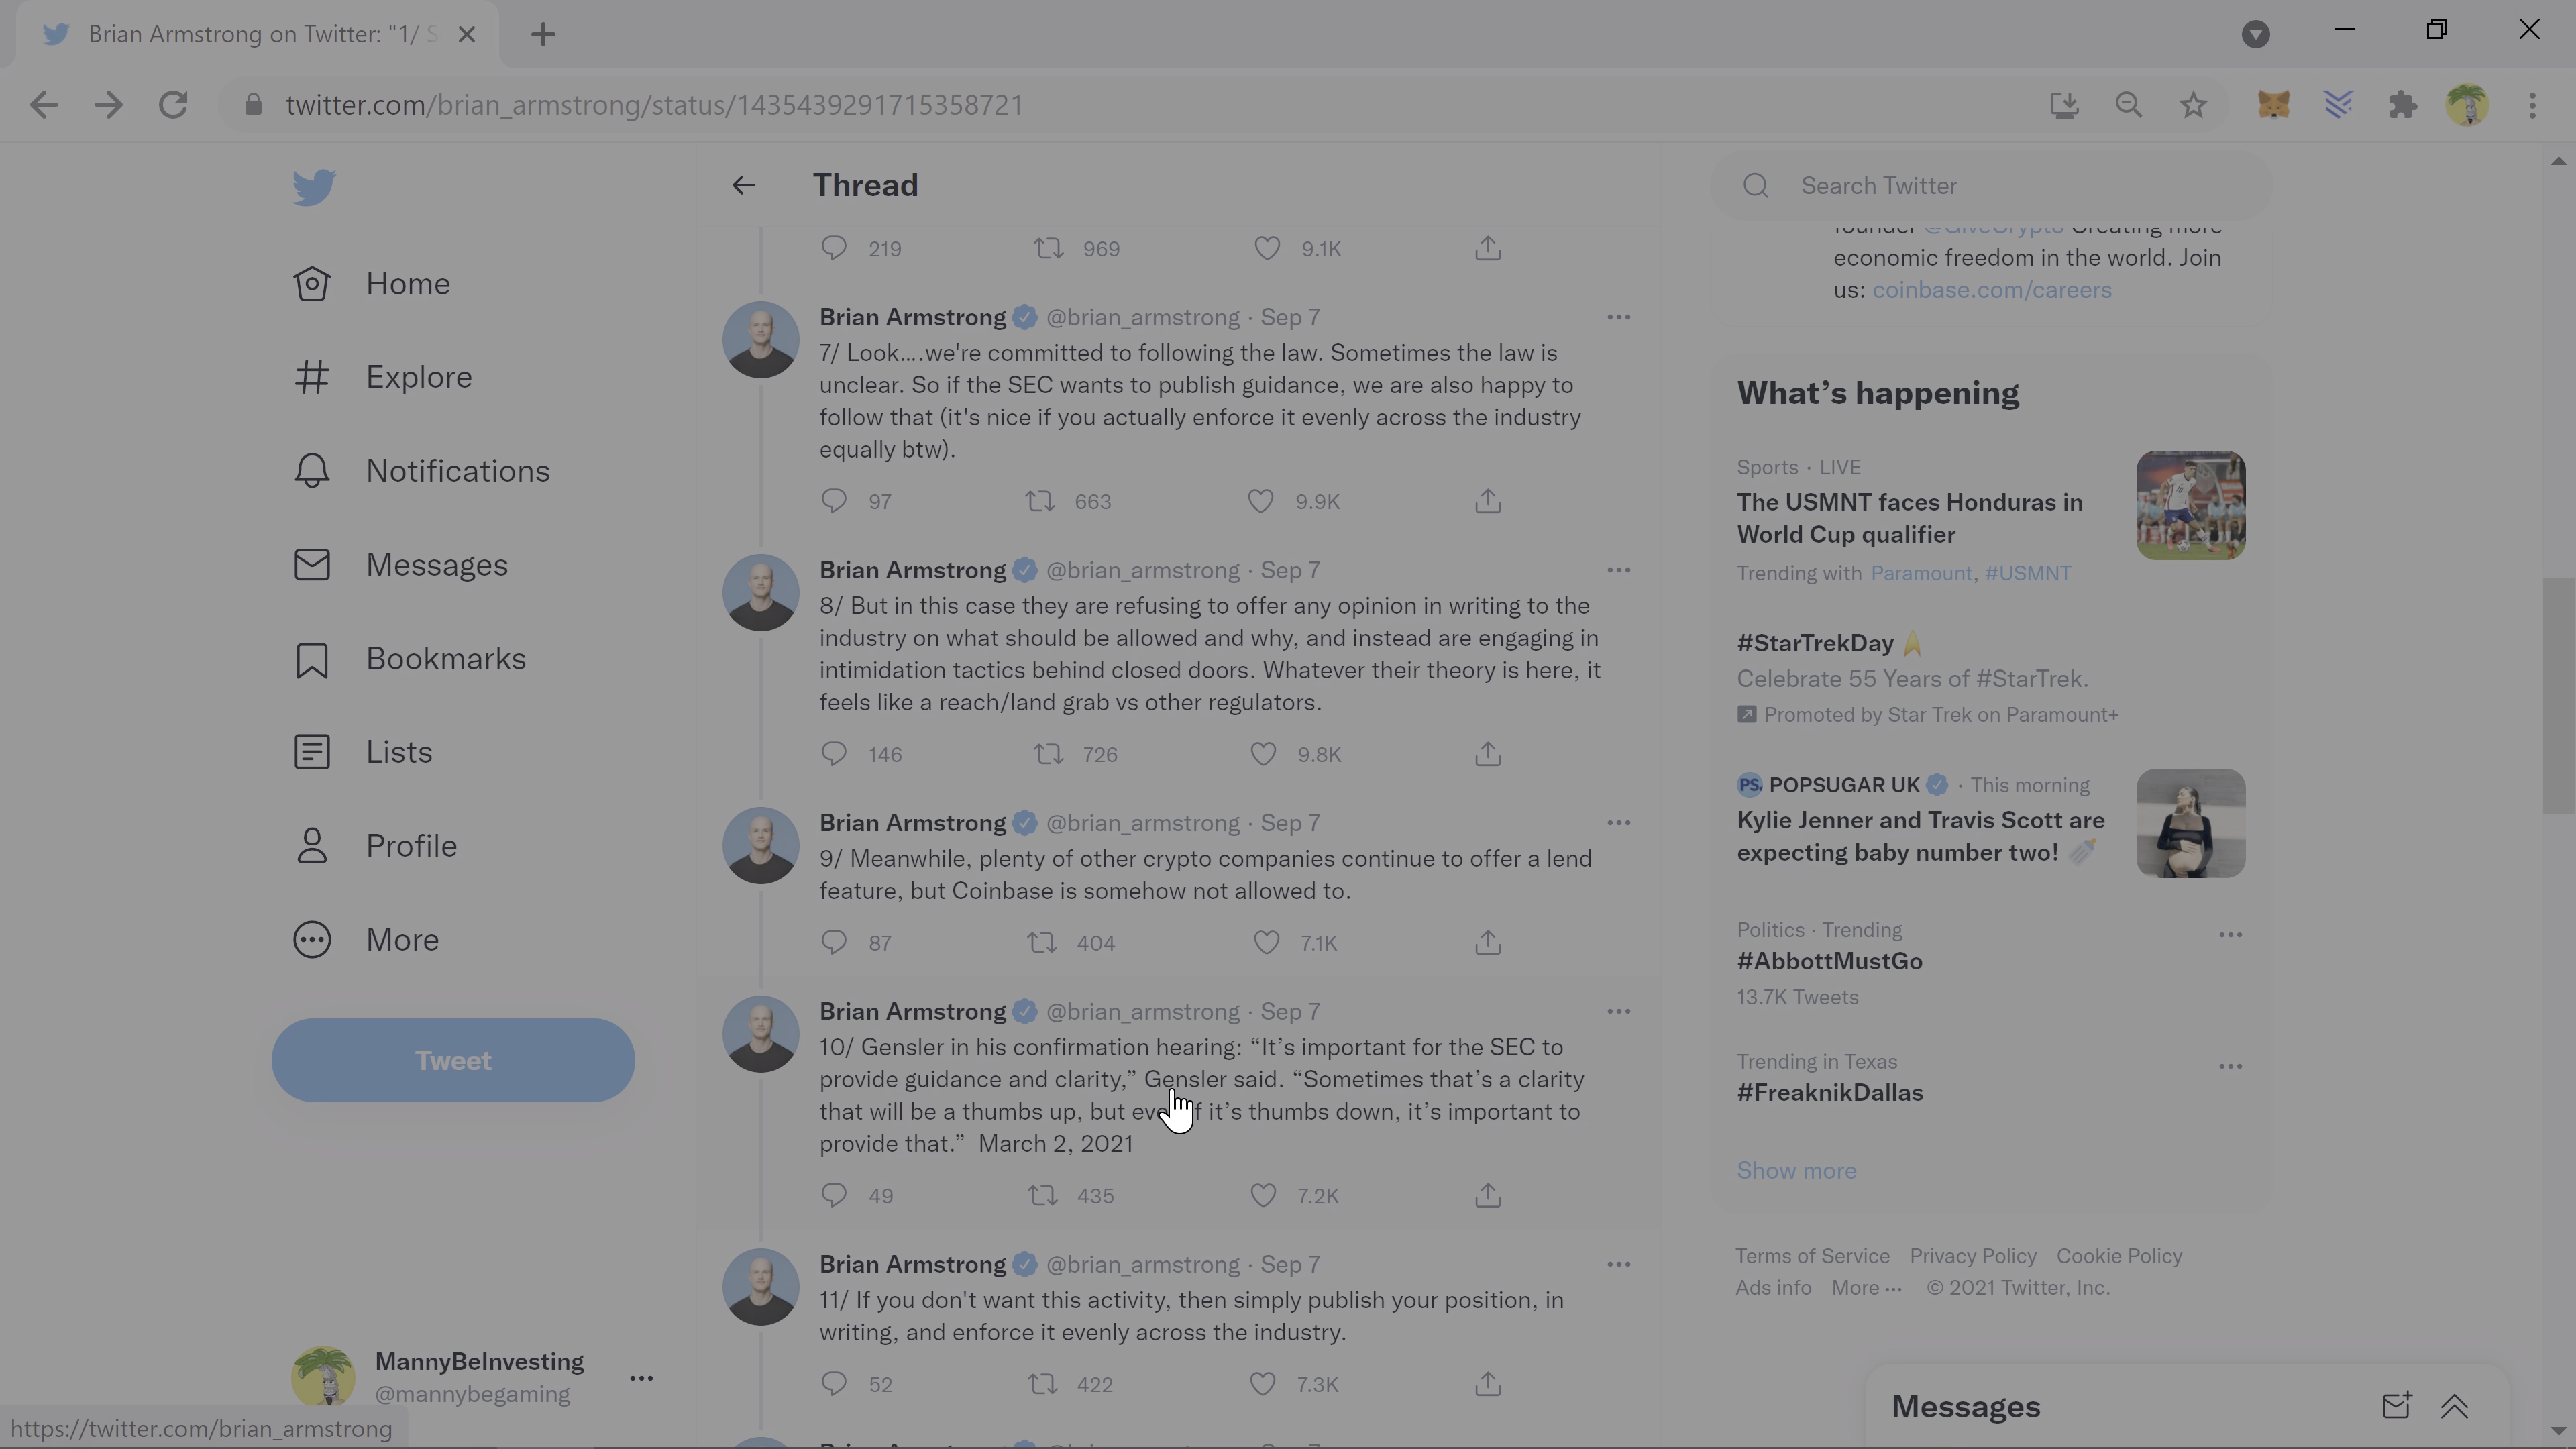 Brian Armstrong on Twitter: "1/ S
twitter.com/brian_armstrong/status/1435439291715358721
Home
Explore
Notifications
Messages
Bookmarks
Lists
Profile
More
Tweet
MannyBeInvesting
@mannybegaming
https://twitter.com/brian_armstrong
Thread
219 969 9.1K
Brian Armstrong @brian_armstrong · Sep 7
7/ Look....we're committed to following the law. Sometimes the law is
unclear. So if the SEC wants to publish guidance, we are also happy to
follow that (it's nice if you actually enforce it evenly across the industry
equally btw).
97 663 9.9K
Brian Armstrong @brian_armstrong · Sep 7
8/ But in this case they are refusing to offer any opinion in writing to the
industry on what should be allowed and why, and instead are engaging in
intimidation tactics behind closed doors. Whatever their theory is here, it
feels like a reach/land grab vs other regulators.
146 726 9.8K
Brian Armstrong @brian_armstrong · Sep 7
9/ Meanwhile, plenty of other crypto companies continue to offer a lend
feature, but Coinbase is somehow not allowed to.
87 404 7.1K
Brian Armstrong @brian_armstrong · Sep 7
10/ Gensler in his confirmation hearing: “It’s important for the SEC to
provide guidance and clarity,” Gensler said. “Sometimes that’s a clarity
that will be a thumbs up, but even if it’s thumbs down, it’s important to
provide that.” March 2, 2021
49 435 7.2K
Brian Armstrong @brian_armstrong · Sep 7
11/ If you don't want this activity, then simply publish your position, in
writing, and enforce it evenly across the industry.
52 422 7.3K
Search Twitter
founder @GiveCrypto Creating more
economic freedom in the world. Join
us: coinbase.com/careers
What’s happening
Sports · LIVE
The USMNT faces Honduras in
World Cup qualifier
Trending with Paramount, #USMNT
#StarTrekDay
Celebrate 55 Years of #StarTrek.
Promoted by Star Trek on Paramount+
PS. POPSUGAR UK · This morning
Kylie Jenner and Travis Scott are
expecting baby number two!
Politics · Trending
#AbbottMustGo
13.7K Tweets
Trending in Texas
#FreaknikDallas
Show more
Terms of Service Privacy Policy Cookie Policy
Ads info More ··· © 2021 Twitter, Inc.
Messages